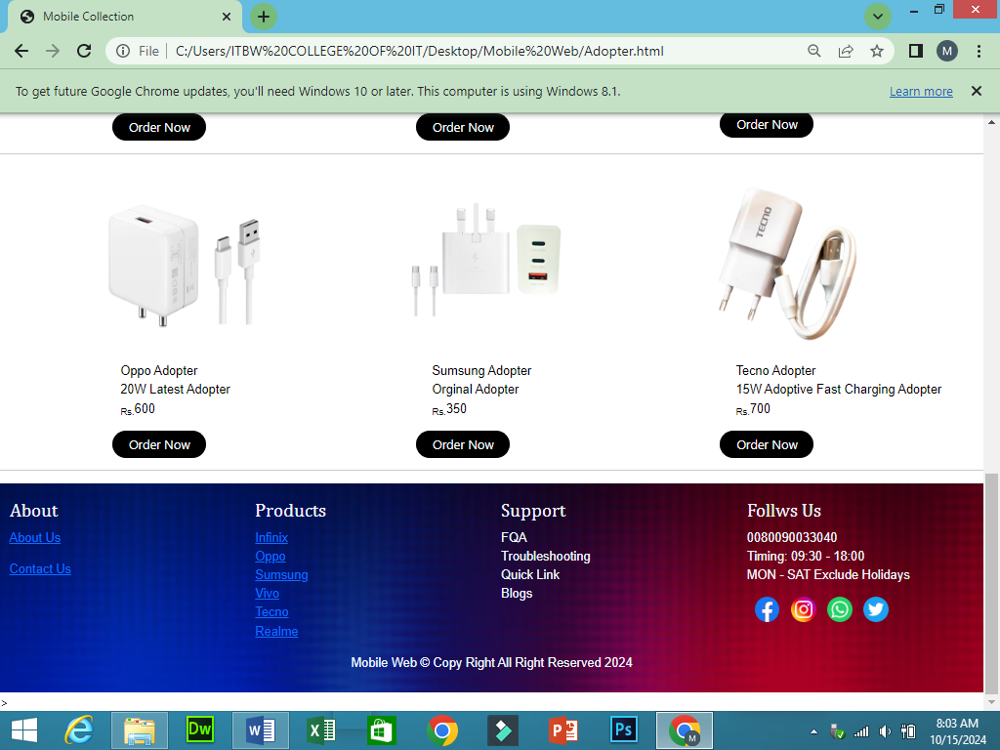 Mobile Collection
File | C:/Users/ITBW%20COLLEGE%20OF%20IT/Desktop/Mobile%20Web/Adopter.html
M
To get future Google Chrome updates, you'll need Windows 10 or later. This computer is using Windows 8.1.
Learn more
Order Now Order Now Order Now
TECNO
Oppo Adopter
20W Latest Adopter
Rs.600
Order Now
Sumsung Adopter
Orginal Adopter
Rs.350
Order Now
Tecno Adopter
15W Adoptive Fast Charging Adopter
Rs.700
Order Now
About
About Us
Contact Us
Products
Infinix
Oppo
Sumsung
Vivo
Tecno
Realme
Support
FQA
Troubleshooting
Quick Link
Blogs
Follws Us
0080090033040
Timing: 09:30 - 18:00
MON - SAT Exclude Holidays
Mobile Web © Copy Right All Right Reserved 2024
>
Dw
W
X
P
Ps
M
8:03 AM
10/15/2024